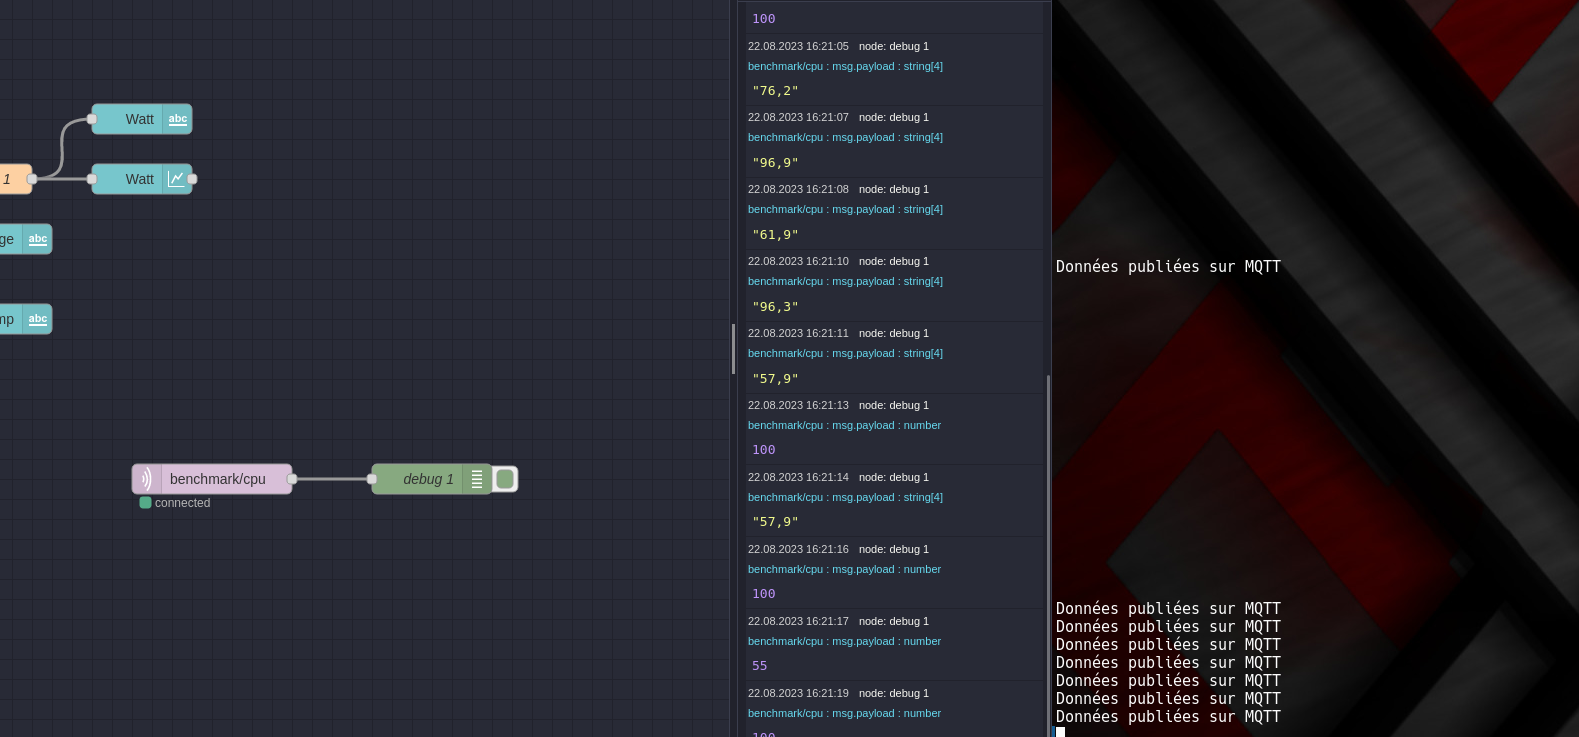 Watt
abc
1
Watt
ge
abc
mp
abc
benchmark/cpu
connected
debug 1
100
22.08.2023 16:21:05 node: debug 1
benchmark/cpu : msg.payload : string[4]
"76,2"
22.08.2023 16:21:07 node: debug 1
benchmark/cpu : msg.payload : string[4]
"96,9"
22.08.2023 16:21:08 node: debug 1
benchmark/cpu : msg.payload : string[4]
"61,9"
22.08.2023 16:21:10 node: debug 1
benchmark/cpu : msg.payload : string[4]
"96,3"
22.08.2023 16:21:11 node: debug 1
benchmark/cpu : msg.payload : string[4]
"57,9"
22.08.2023 16:21:13 node: debug 1
benchmark/cpu : msg.payload : number
100
22.08.2023 16:21:14 node: debug 1
benchmark/cpu : msg.payload : string[4]
"57,9"
22.08.2023 16:21:16 node: debug 1
benchmark/cpu : msg.payload : number
100
22.08.2023 16:21:17 node: debug 1
benchmark/cpu : msg.payload : number
55
22.08.2023 16:21:19 node: debug 1
benchmark/cpu : msg.payload : number
100
Données publiées sur MQTT
Données publiées sur MQTT
Données publiées sur MQTT
Données publiées sur MQTT
Données publiées sur MQTT
Données publiées sur MQTT
Données publiées sur MQTT
Données publiées sur MQTT